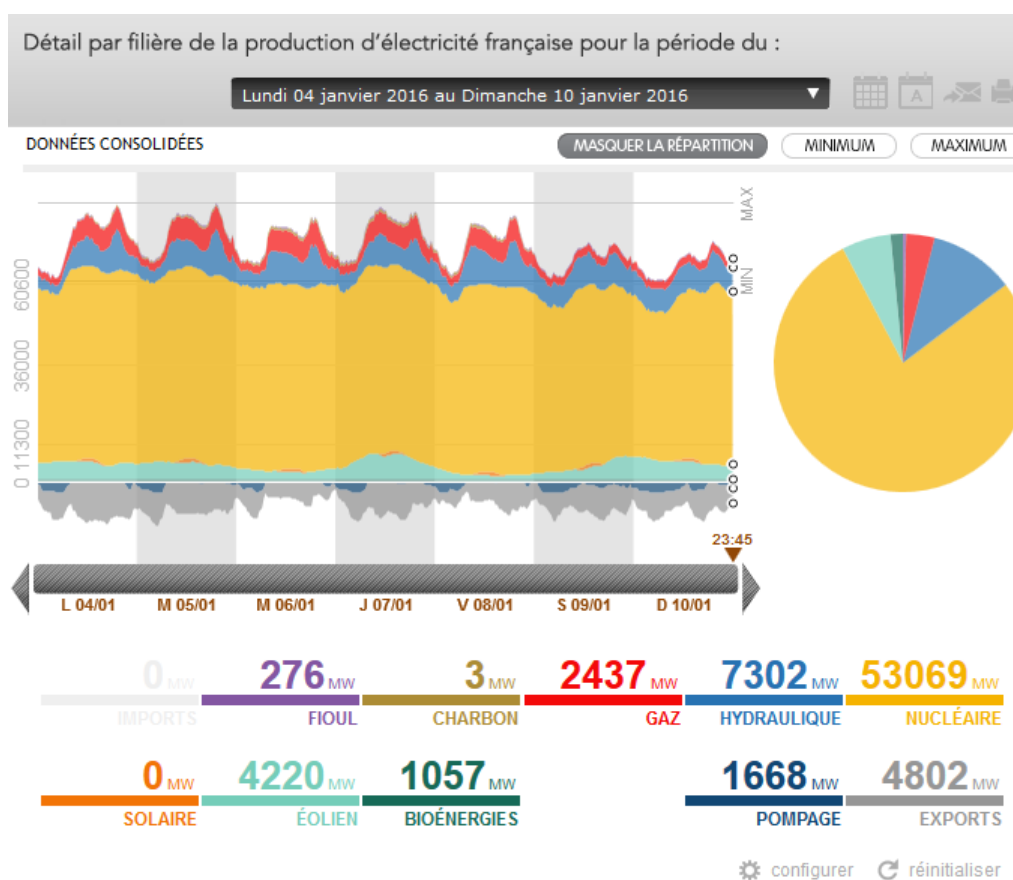 Détail par filière de la production d'électricité française pour la période du :
Lundi 04 janvier 2016 au Dimanche 10 janvier 2016
A
DONNÉES CONSOLIDÉES
MASQUER LA RÉPARTITION
MINIMUM
MAXIMUM
MAX
MIN
60600
36000
11300
0
23:45
L 04/01
M 05/01
M 06/01
J 07/01
V 08/01
S 09/01
D 10/01
0 MW
276 MW
3 MW
2437 MW
7302 MW
53069 MW
IMPORTS
FIOUL
CHARBON
GAZ
HYDRAULIQUE
NUCLÉAIRE
0 MW
4220 MW
1057 MW
1668 MW
4802 MW
SOLAIRE
ÉOLIEN
BIOÉNERGIES
POMPAGE
EXPORTS
configurer
réinitialiser